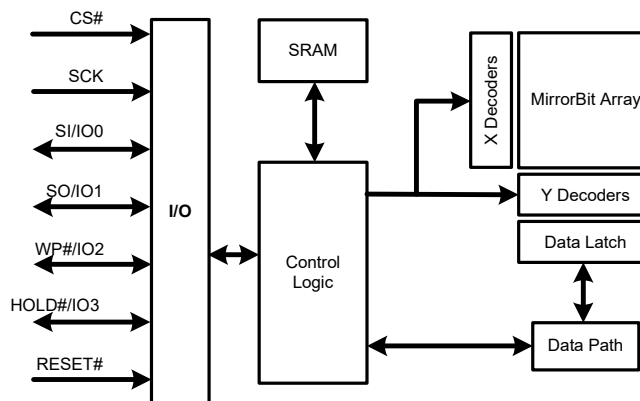 CS#
SCK
SI/IO0
SO/IO1
WP#/IO2
HOLD#/IO3
RESET#
I/O
SRAM
Control
Logic
X Decoders
MirrorBit Array
Y Decoders
Data Latch
Data Path